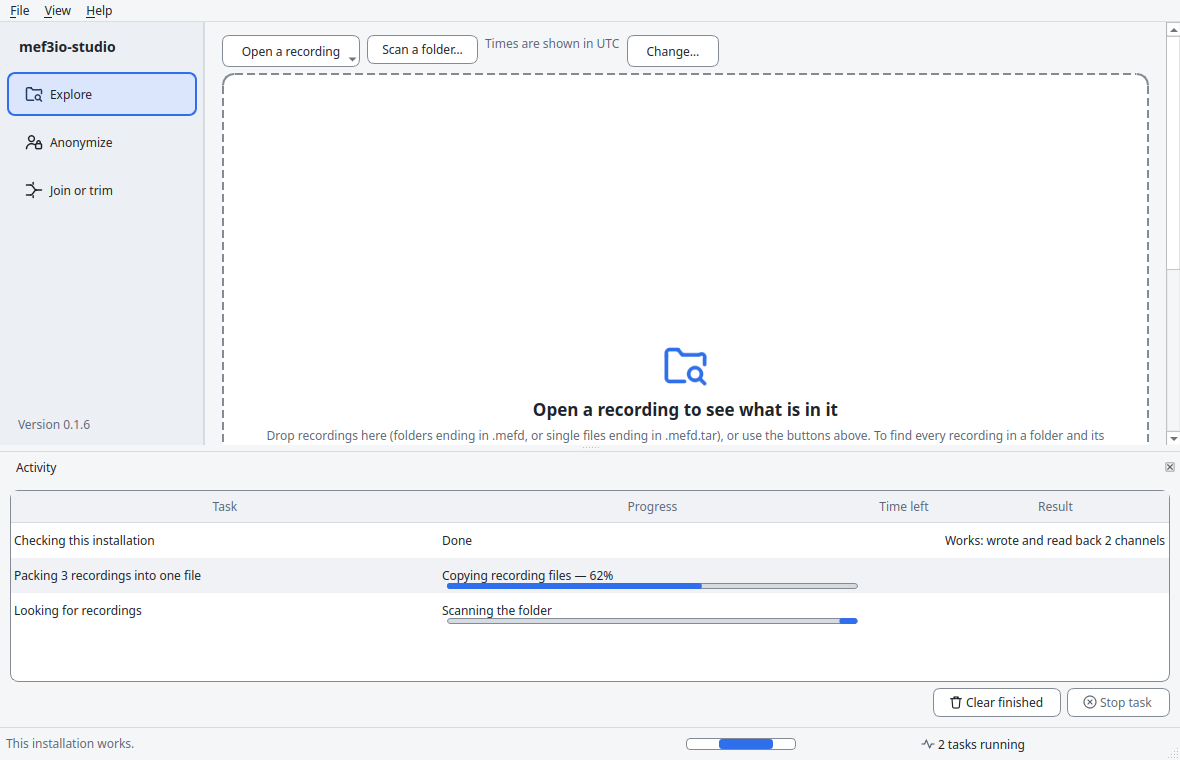 File View Help
mef3io-studio
Open a recording
Scan a folder...
Times are shown in UTC
Change...
Explore
Anonymize
Join or trim
Open a recording to see what is in it
Drop recordings here (folders ending in .mefd, or single files ending in .mefd.tar), or use the buttons above. To find every recording in a folder and its
Version 0.1.6
Activity
Task Progress Time left Result
Checking this installation Done Works: wrote and read back 2 channels
Packing 3 recordings into one file Copying recording files — 62%
Looking for recordings Scanning the folder
Clear finished Stop task
This installation works. 2 tasks running